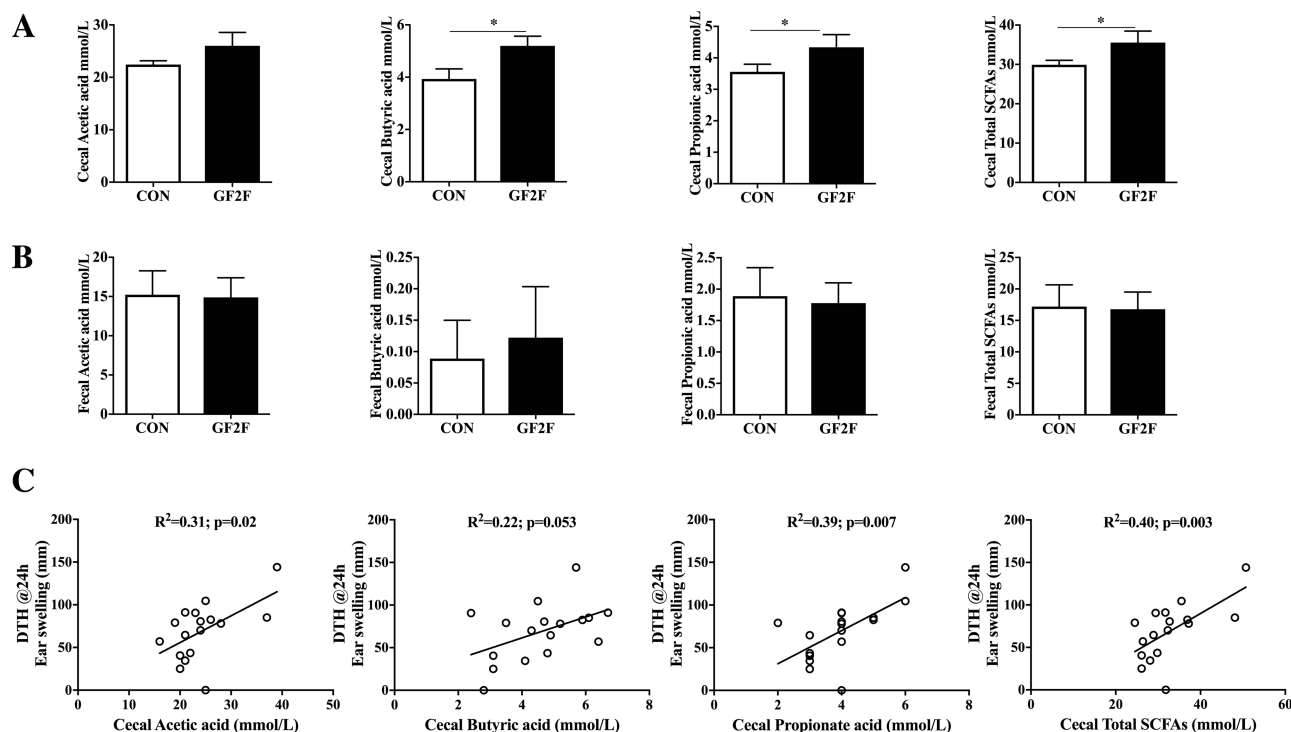 A
Cecal Acetic acid mmol/L
30
20
10
0
CON
GF2F
Cecal Butyric acid mmol/L
6
4
2
0
*
CON
GF2F
Cecal Propionic acid mmol/L
5
4
3
2
1
0
*
CON
GF2F
Cecal Total SCFAs mmol/L
40
30
20
10
0
*
CON
GF2F
B
Fecal Acetic acid mmol/L
20
15
10
5
0
CON
GF2F
Fecal Butyric acid mmol/L
0.25
0.20
0.15
0.10
0.05
0.00
CON
GF2F
Fecal Propionic acid mmol/L
2.5
2.0
1.5
1.0
0.5
0.0
CON
GF2F
Fecal Total SCFAs mmol/L
25
20
15
10
5
0
CON
GF2F
C
R²=0.31; p=0.02
DTH @24h
Ear swelling (mm)
200
150
100
50
0
0 10 20 30 40 50
Cecal Acetic acid (mmol/L)
R²=0.22; p=0.053
DTH @24h
Ear swelling (mm)
200
150
100
50
0
0 2 4 6 8
Cecal Butyric acid (mmol/L)
R²=0.39; p=0.007
DTH @24h
Ear swelling (mm)
200
150
100
50
0
0 2 4 6 8
Cecal Propionate acid (mmol/L)
R²=0.40; p=0.003
DTH @24h
Ear swelling (mm)
200
150
100
50
0
0 20 40 60
Cecal Total SCFAs (mmol/L)